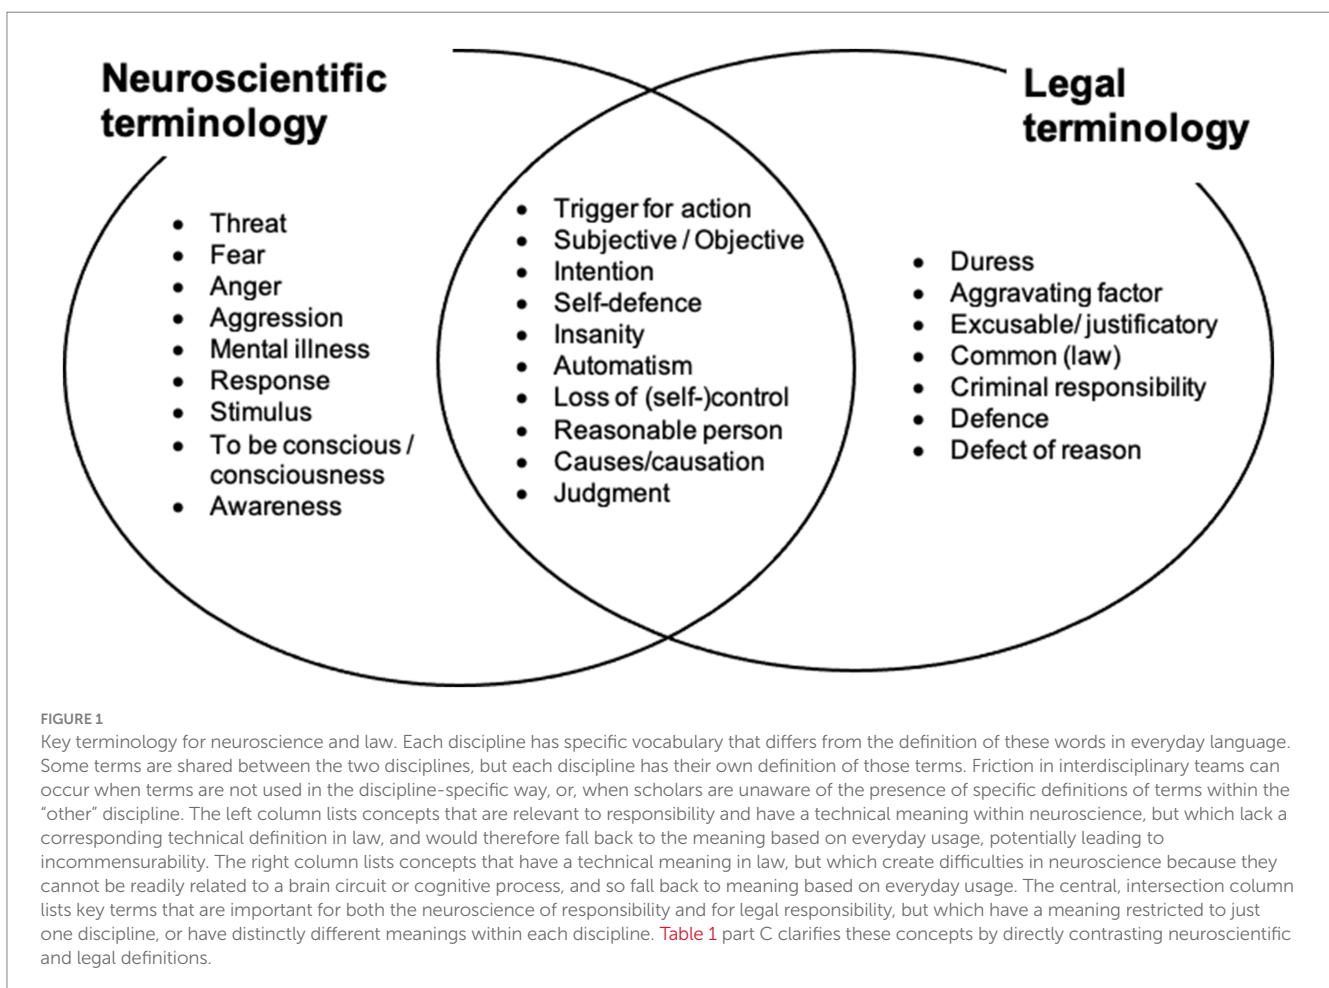 Neuroscientific
terminology
Legal
terminology
• Threat
• Fear
• Anger
• Aggression
• Mental illness
• Response
• Stimulus
• To be conscious /
consciousness
• Awareness
• Trigger for action
• Subjective / Objective
• Intention
• Self-defence
• Insanity
• Automatism
• Loss of (self-)control
• Reasonable person
• Causes/causation
• Judgment
• Duress
• Aggravating factor
• Excusable/ justificatory
• Common (law)
• Criminal responsibility
• Defence
• Defect of reason
FIGURE 1
Key terminology for neuroscience and law. Each discipline has specific vocabulary that differs from the definition of these words in everyday language.
Some terms are shared between the two disciplines, but each discipline has their own definition of those terms. Friction in interdisciplinary teams can
occur when terms are not used in the discipline-specific way, or, when scholars are unaware of the presence of specific definitions of terms within the
“other” discipline. The left column lists concepts that are relevant to responsibility and have a technical meaning within neuroscience, but which lack a
corresponding technical definition in law, and would therefore fall back to the meaning based on everyday usage, potentially leading to
incommensurability. The right column lists concepts that have a technical meaning in law, but which create difficulties in neuroscience because they
cannot be readily related to a brain circuit or cognitive process, and so fall back to meaning based on everyday usage. The central, intersection column
lists key terms that are important for both the neuroscience of responsibility and for legal responsibility, but which have a meaning restricted to just
one discipline, or have distinctly different meanings within each discipline. Table 1 part C clarifies these concepts by directly contrasting neuroscientific
and legal definitions.